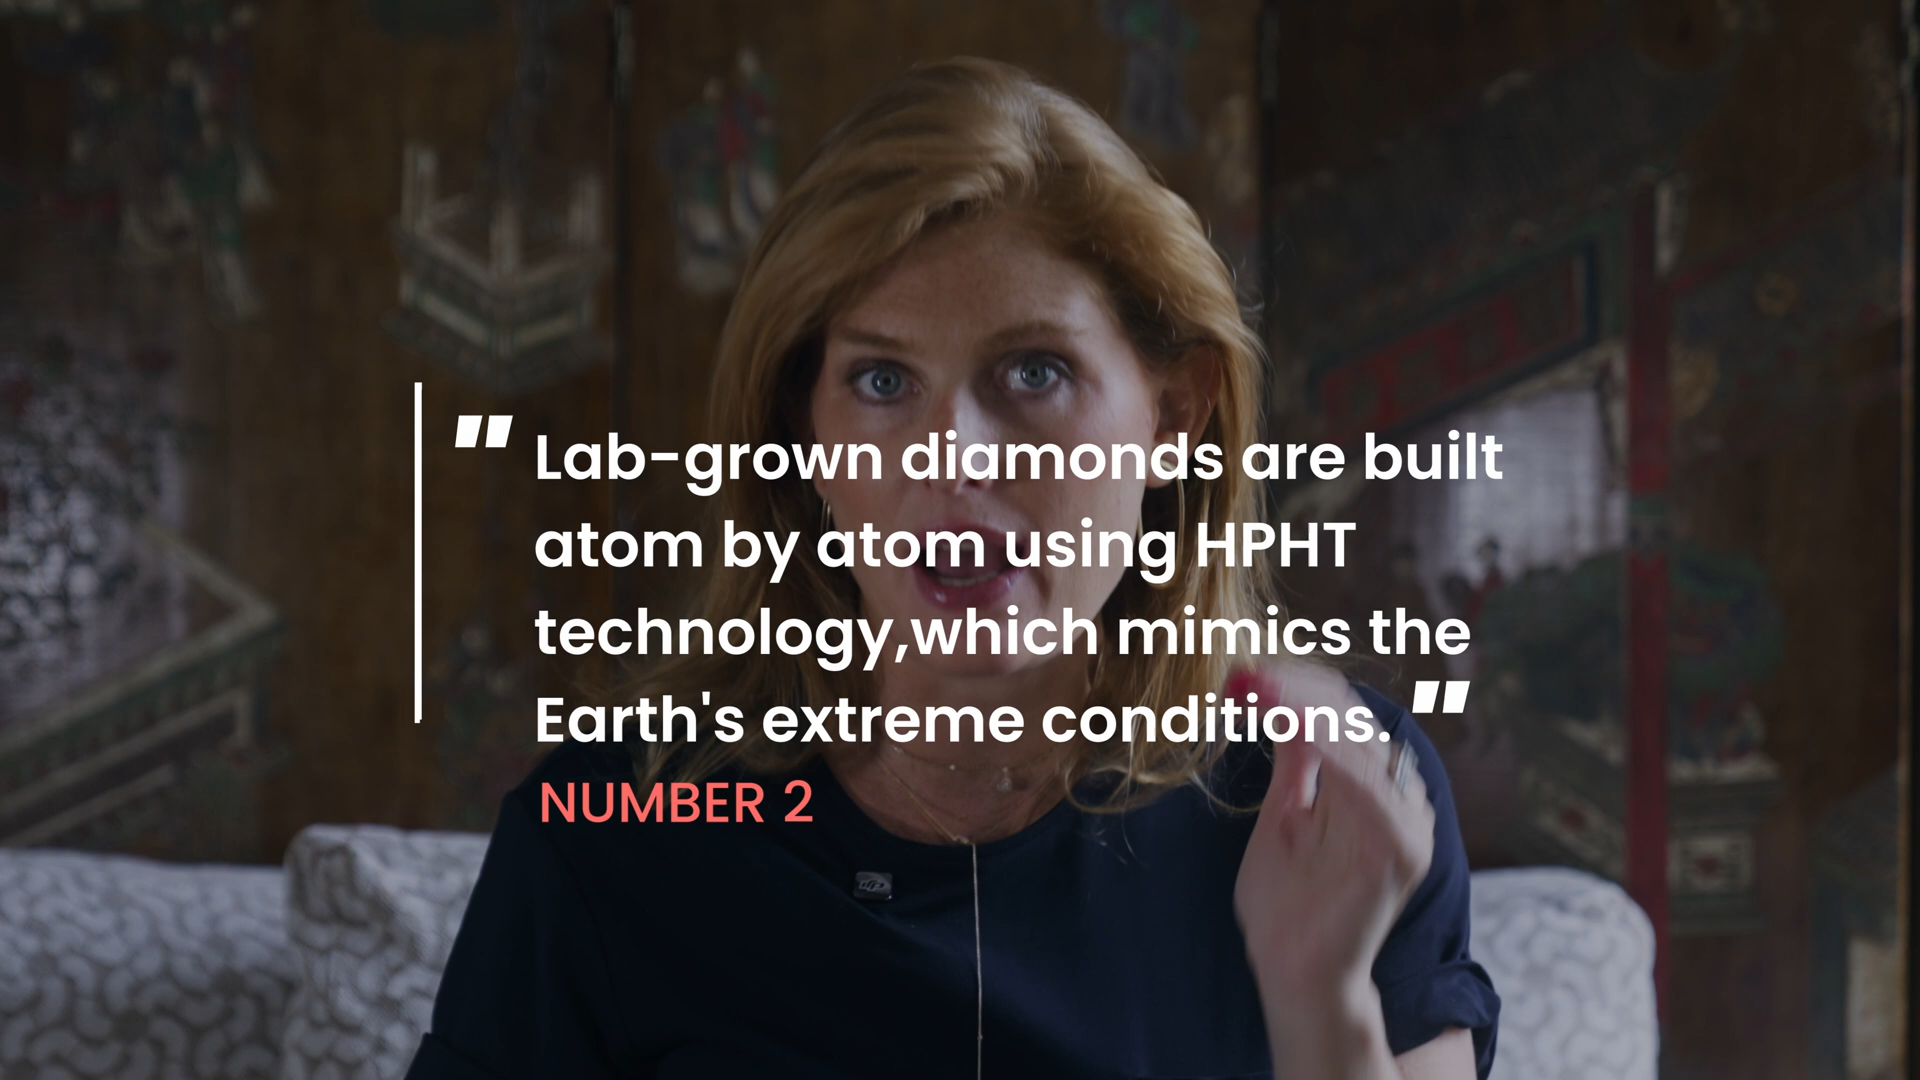 " Lab-grown diamonds are built
atom by atom using HPHT
technology,which mimics the
Earth's extreme conditions. "
NUMBER 2
dji